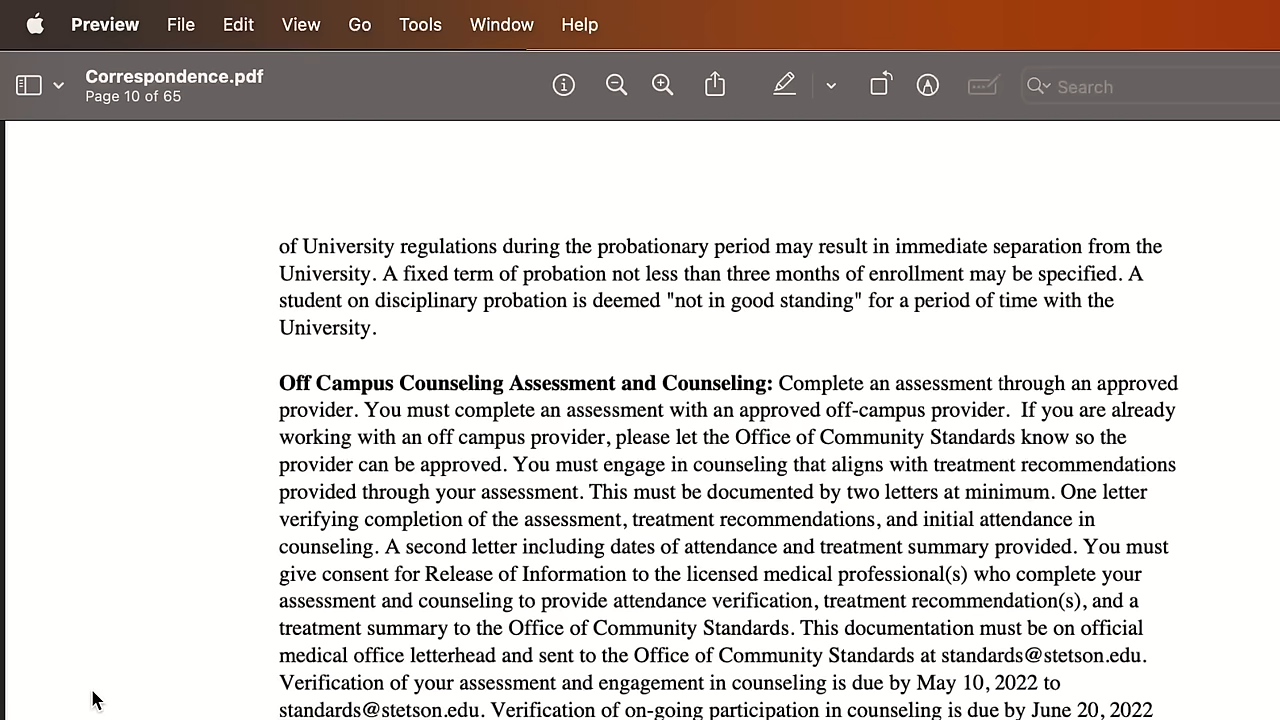 Preview File Edit View Go Tools Window Help
Correspondence.pdf
Page 10 of 65
Search
of University regulations during the probationary period may result in immediate separation from the
University. A fixed term of probation not less than three months of enrollment may be specified. A
student on disciplinary probation is deemed "not in good standing" for a period of time with the
University.
Off Campus Counseling Assessment and Counseling: Complete an assessment through an approved
provider. You must complete an assessment with an approved off-campus provider.  If you are already
working with an off campus provider, please let the Office of Community Standards know so the
provider can be approved. You must engage in counseling that aligns with treatment recommendations
provided through your assessment. This must be documented by two letters at minimum. One letter
verifying completion of the assessment, treatment recommendations, and initial attendance in
counseling. A second letter including dates of attendance and treatment summary provided. You must
give consent for Release of Information to the licensed medical professional(s) who complete your
assessment and counseling to provide attendance verification, treatment recommendation(s), and a
treatment summary to the Office of Community Standards. This documentation must be on official
medical office letterhead and sent to the Office of Community Standards at standards@stetson.edu.
Verification of your assessment and engagement in counseling is due by May 10, 2022 to
standards@stetson.edu. Verification of on-going participation in counseling is due by June 20, 2022